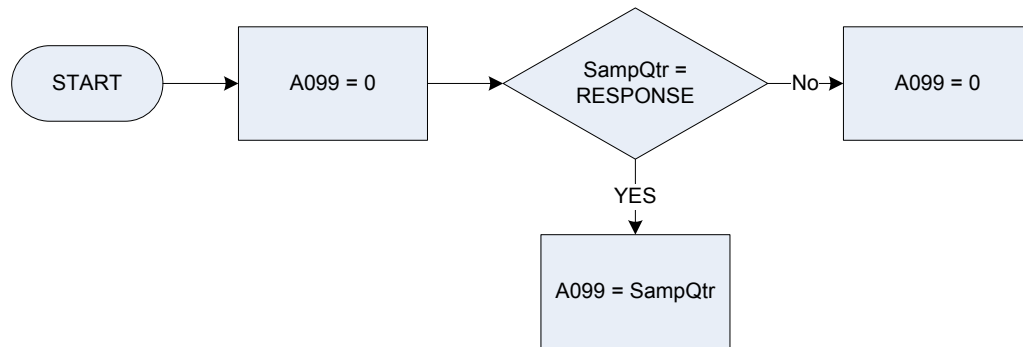 START
A099 = 0
SampQtr =
RESPONSE
No
A099 = 0
YES
A099 = SampQtr